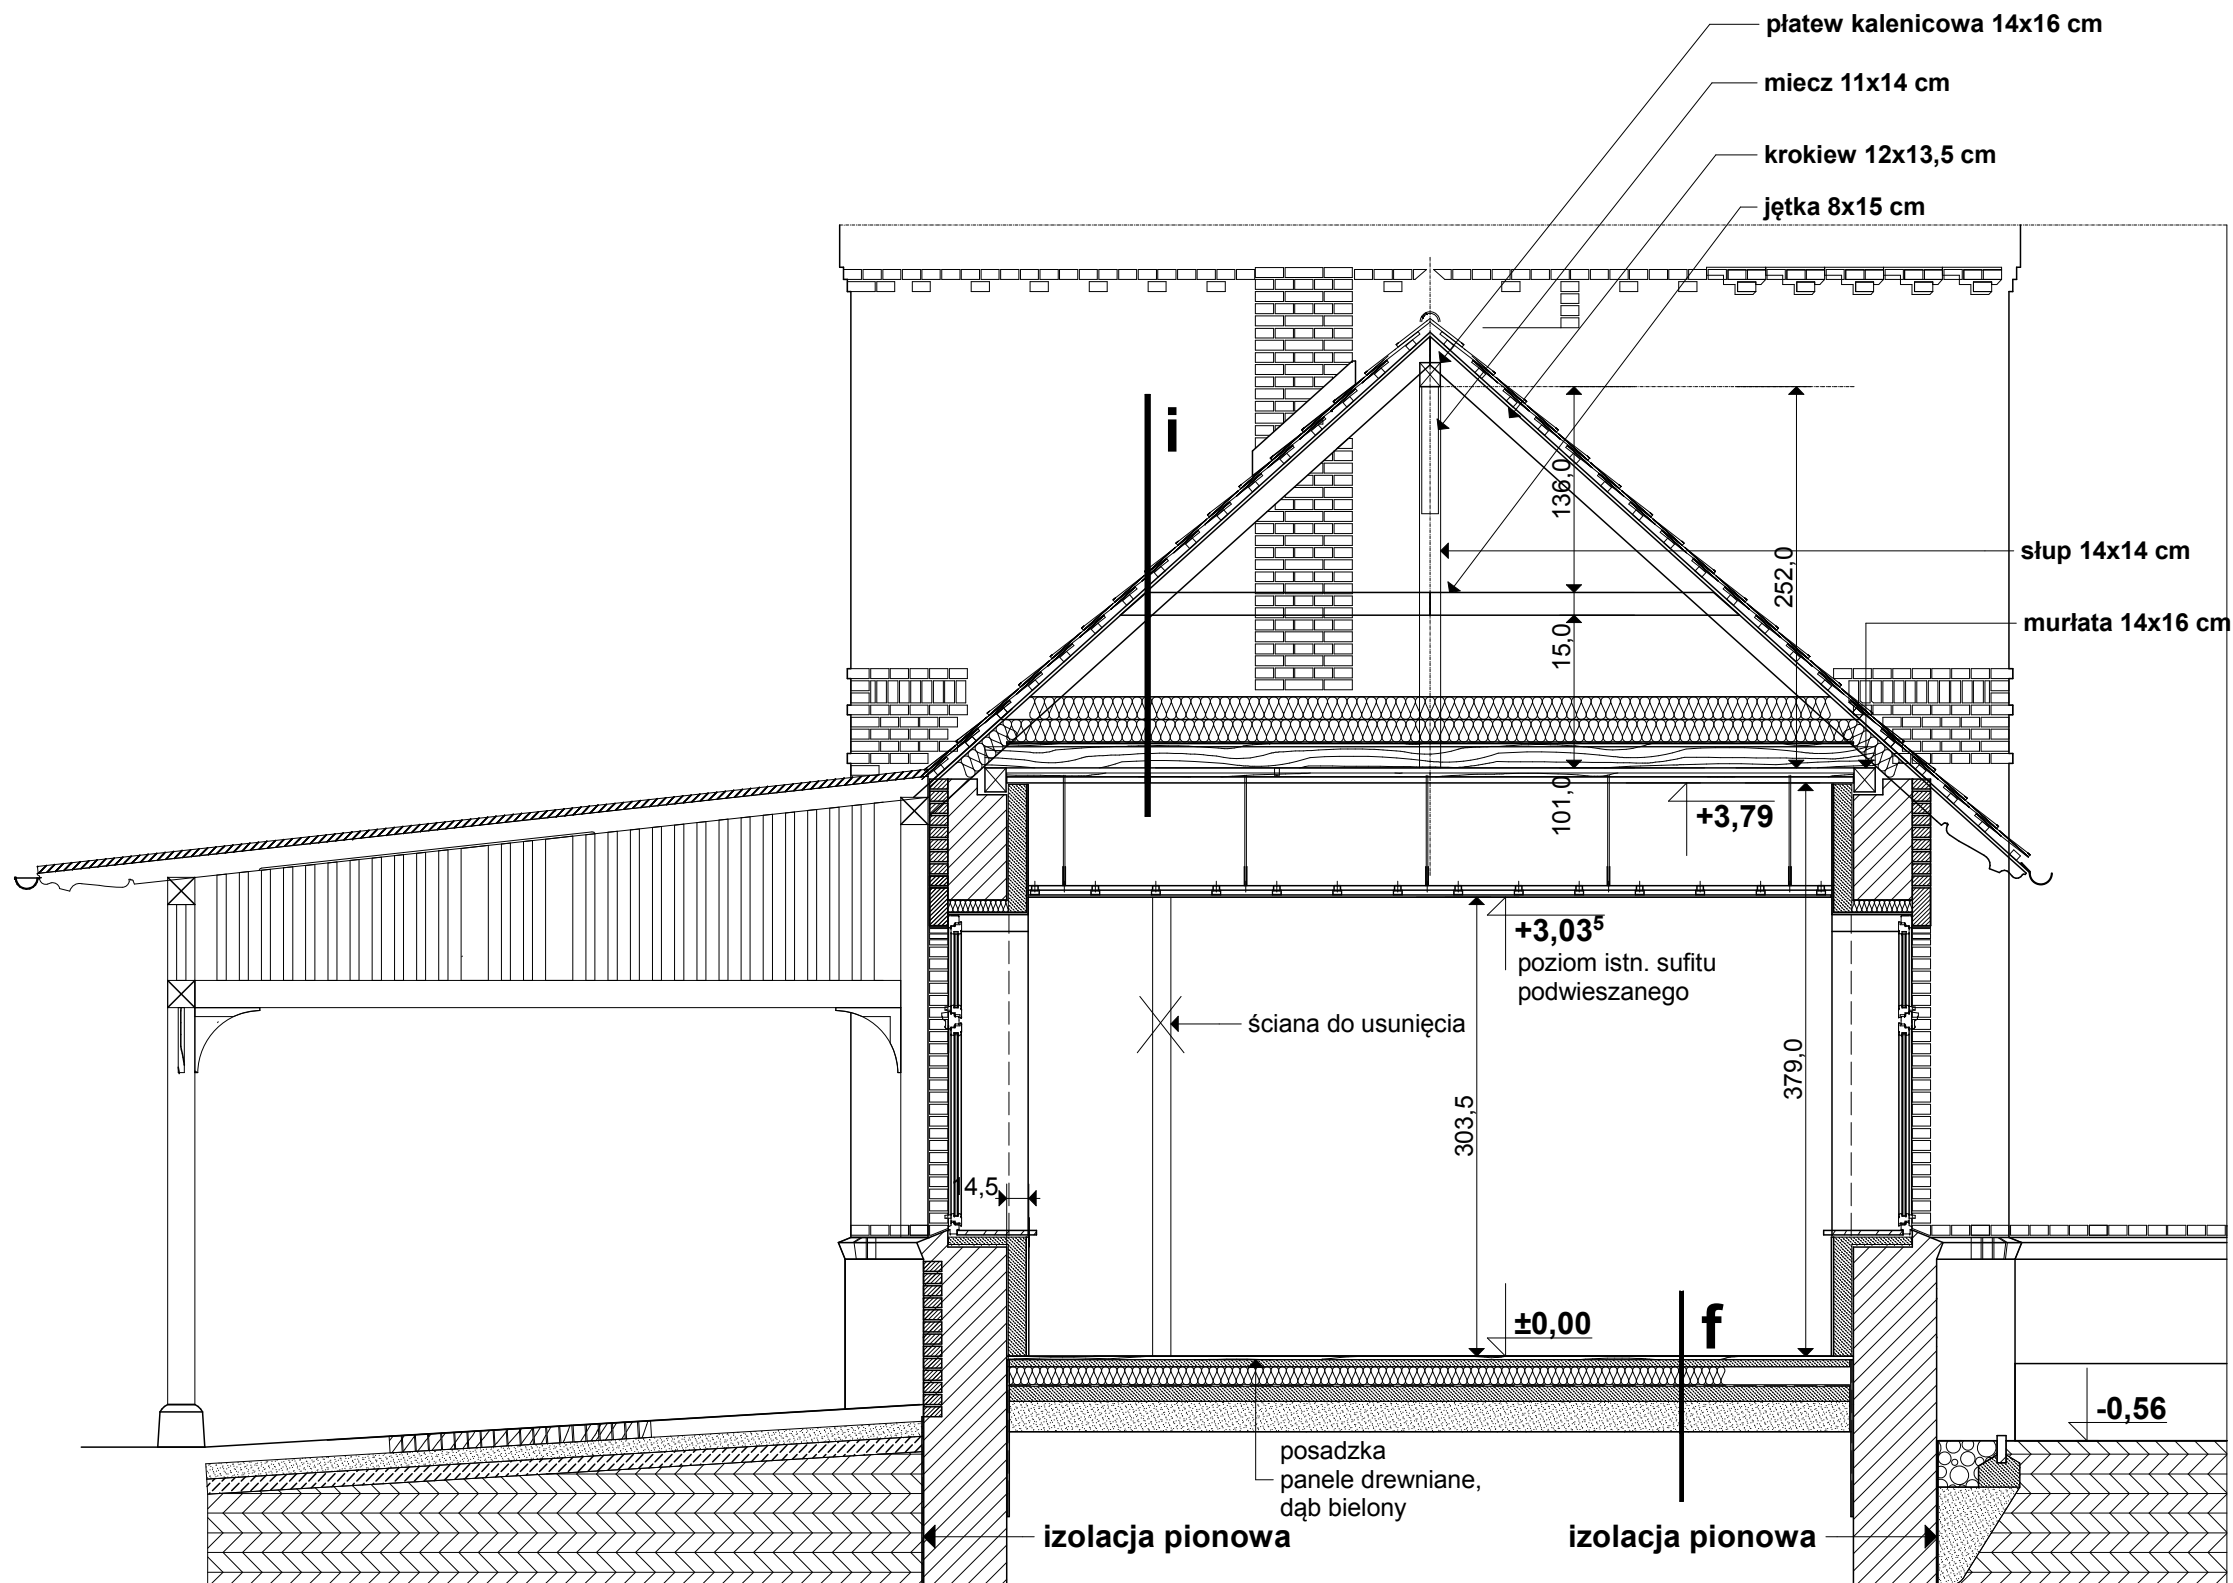 płatew kalenicowa 14x16 cm
miecz 11x14 cm
krokiew 12x13,5 cm
jętka 8x15 cm
i
136,0
252,0
słup 14x14 cm
15,0
murłata 14x16 cm
101,0
+3,79
+3,03⁵
poziom istn. sufitu
podwieszanego
ściana do usunięcia
379,0
303,5
14,5
±0,00
f
-0,56
posadzka
panele drewniane,
dąb bielony
izolacja pionowa
izolacja pionowa